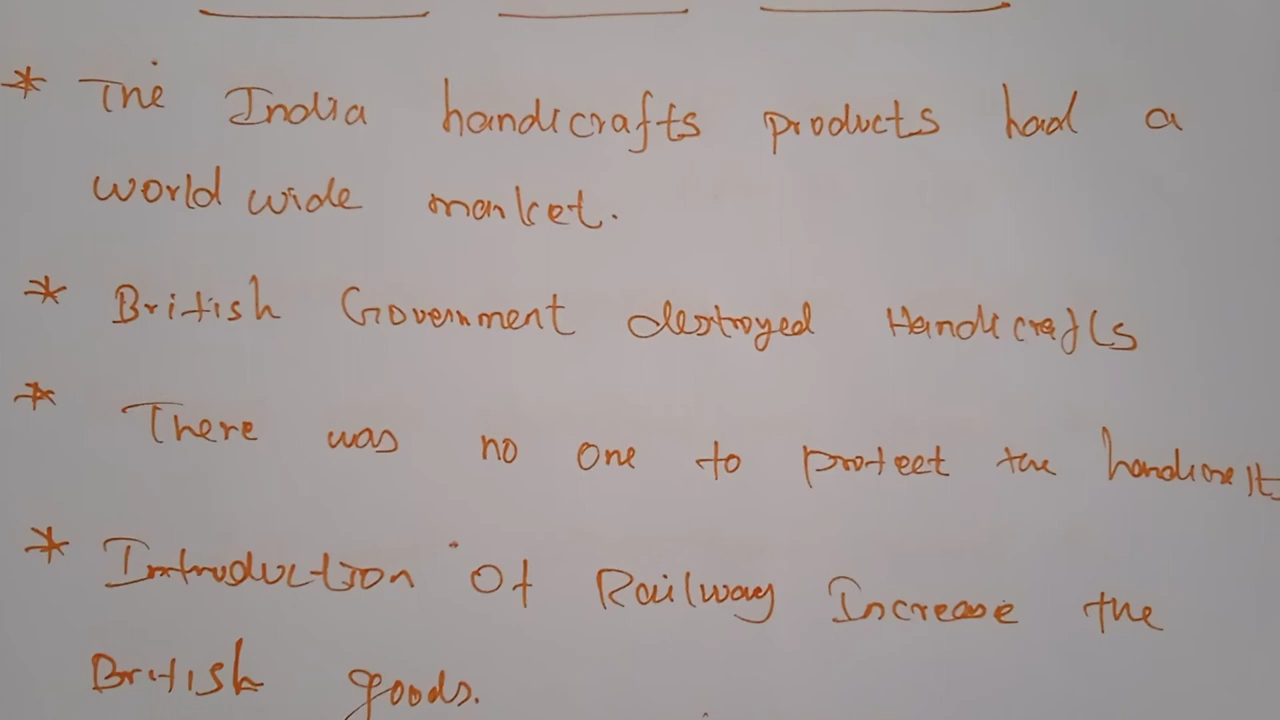 * The India handicrafts products had a
world wide market.
* British Government destroyed Handicrafts
* There was no one to protect the handicraft
* Introduction Of Railway Increase the
British goods.